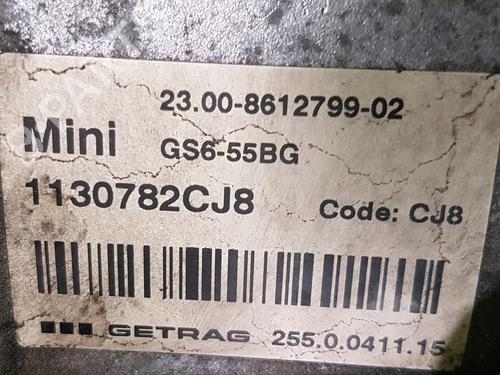 23.00-8612799-02
Mini GS6-55BG
1130782CJ8 Code: CJ8
GETRAG 255.0.0411.15